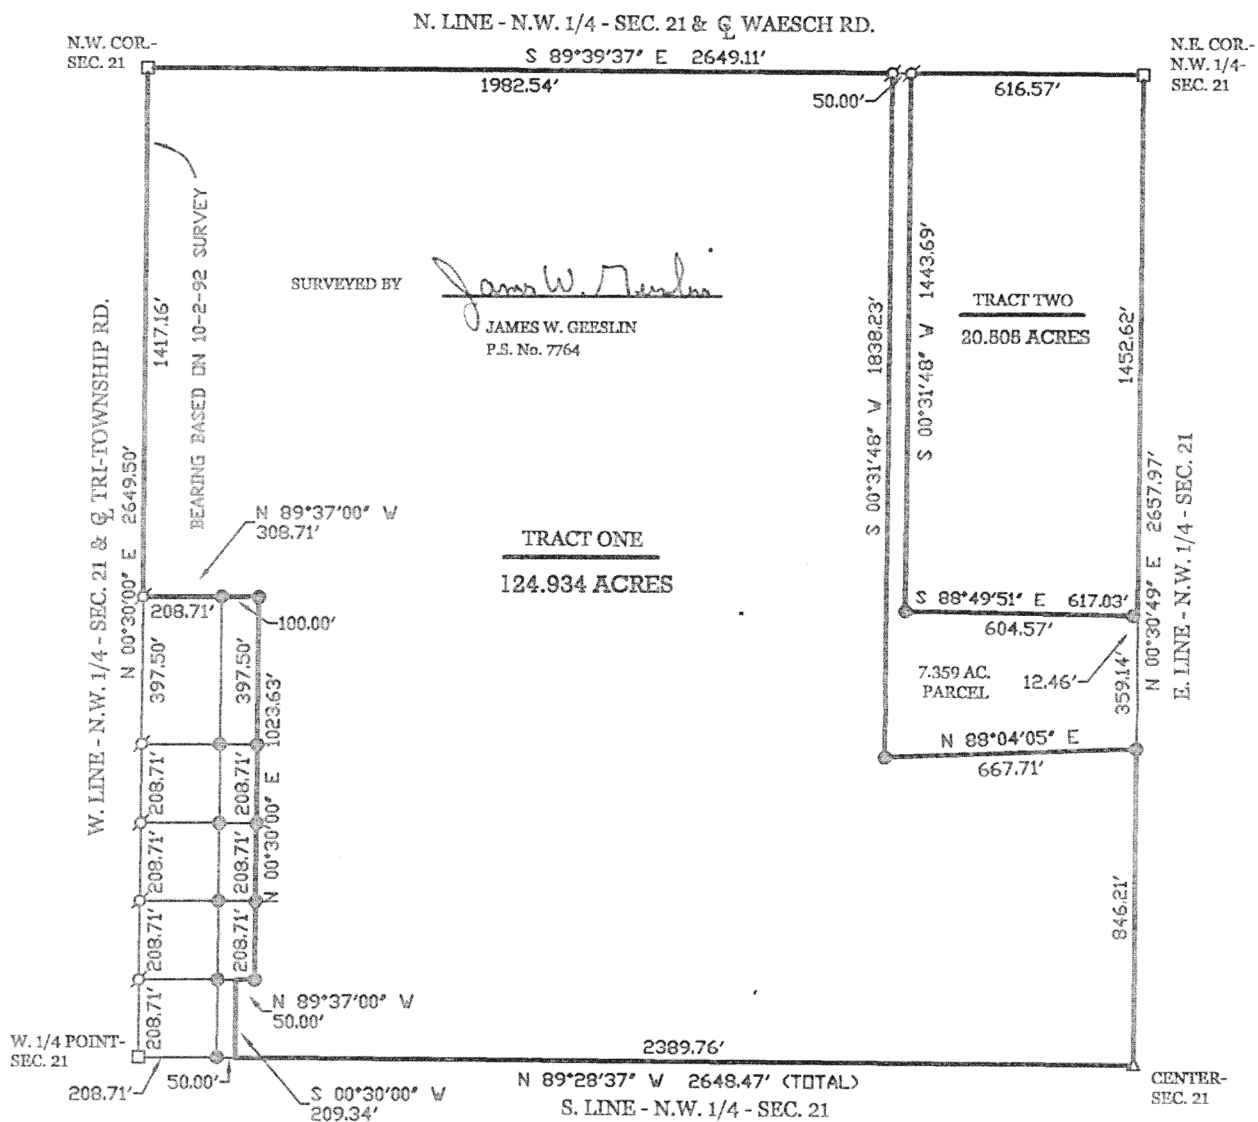 N. LINE - N.W. 1/4 - SEC. 21 & ℄ WAESCH RD.
N.W. COR.-
SEC. 21
S 89°39'37" E 2649.11'
N.E. COR.-
N.W. 1/4-
SEC. 21
1982.54'
50.00'
616.57'
BEARING BASED ON 10-2-92 SURVEY
1417.16'
W. LINE - N.W. 1/4 - SEC. 21 & ℄ TRI-TOWNSHIP RD.
N 00°30'00" E 2649.50'
SURVEYED BY
James W. Geeslin
JAMES W. GEESLIN
P.S. No. 7764
S 00°31'48" W 1838.23'
S 00°31'48" W 1443.69'
TRACT TWO
20.808 ACRES
1452.62'
N 00°30'49" E 2657.97'
E. LINE - N.W. 1/4 - SEC. 21
N 89°37'00" W
308.71'
TRACT ONE
124.934 ACRES
208.71'
100.00'
S 88°49'51" E 617.03'
604.57'
7.359 AC.
PARCEL
12.46'
359.14'
397.50'
397.50'
N 00°30'00" E 1023.63'
N 88°04'05" E
667.71'
208.71'
208.71'
208.71'
208.71'
208.71'
208.71'
846.21'
208.71'
N 89°37'00" W
50.00'
W. 1/4 POINT-
SEC. 21
208.71'
50.00'
S 00°30'00" W
209.34'
2389.76'
N 89°28'37" W 2648.47' (TOTAL)
S. LINE - N.W. 1/4 - SEC. 21
CENTER-
SEC. 21